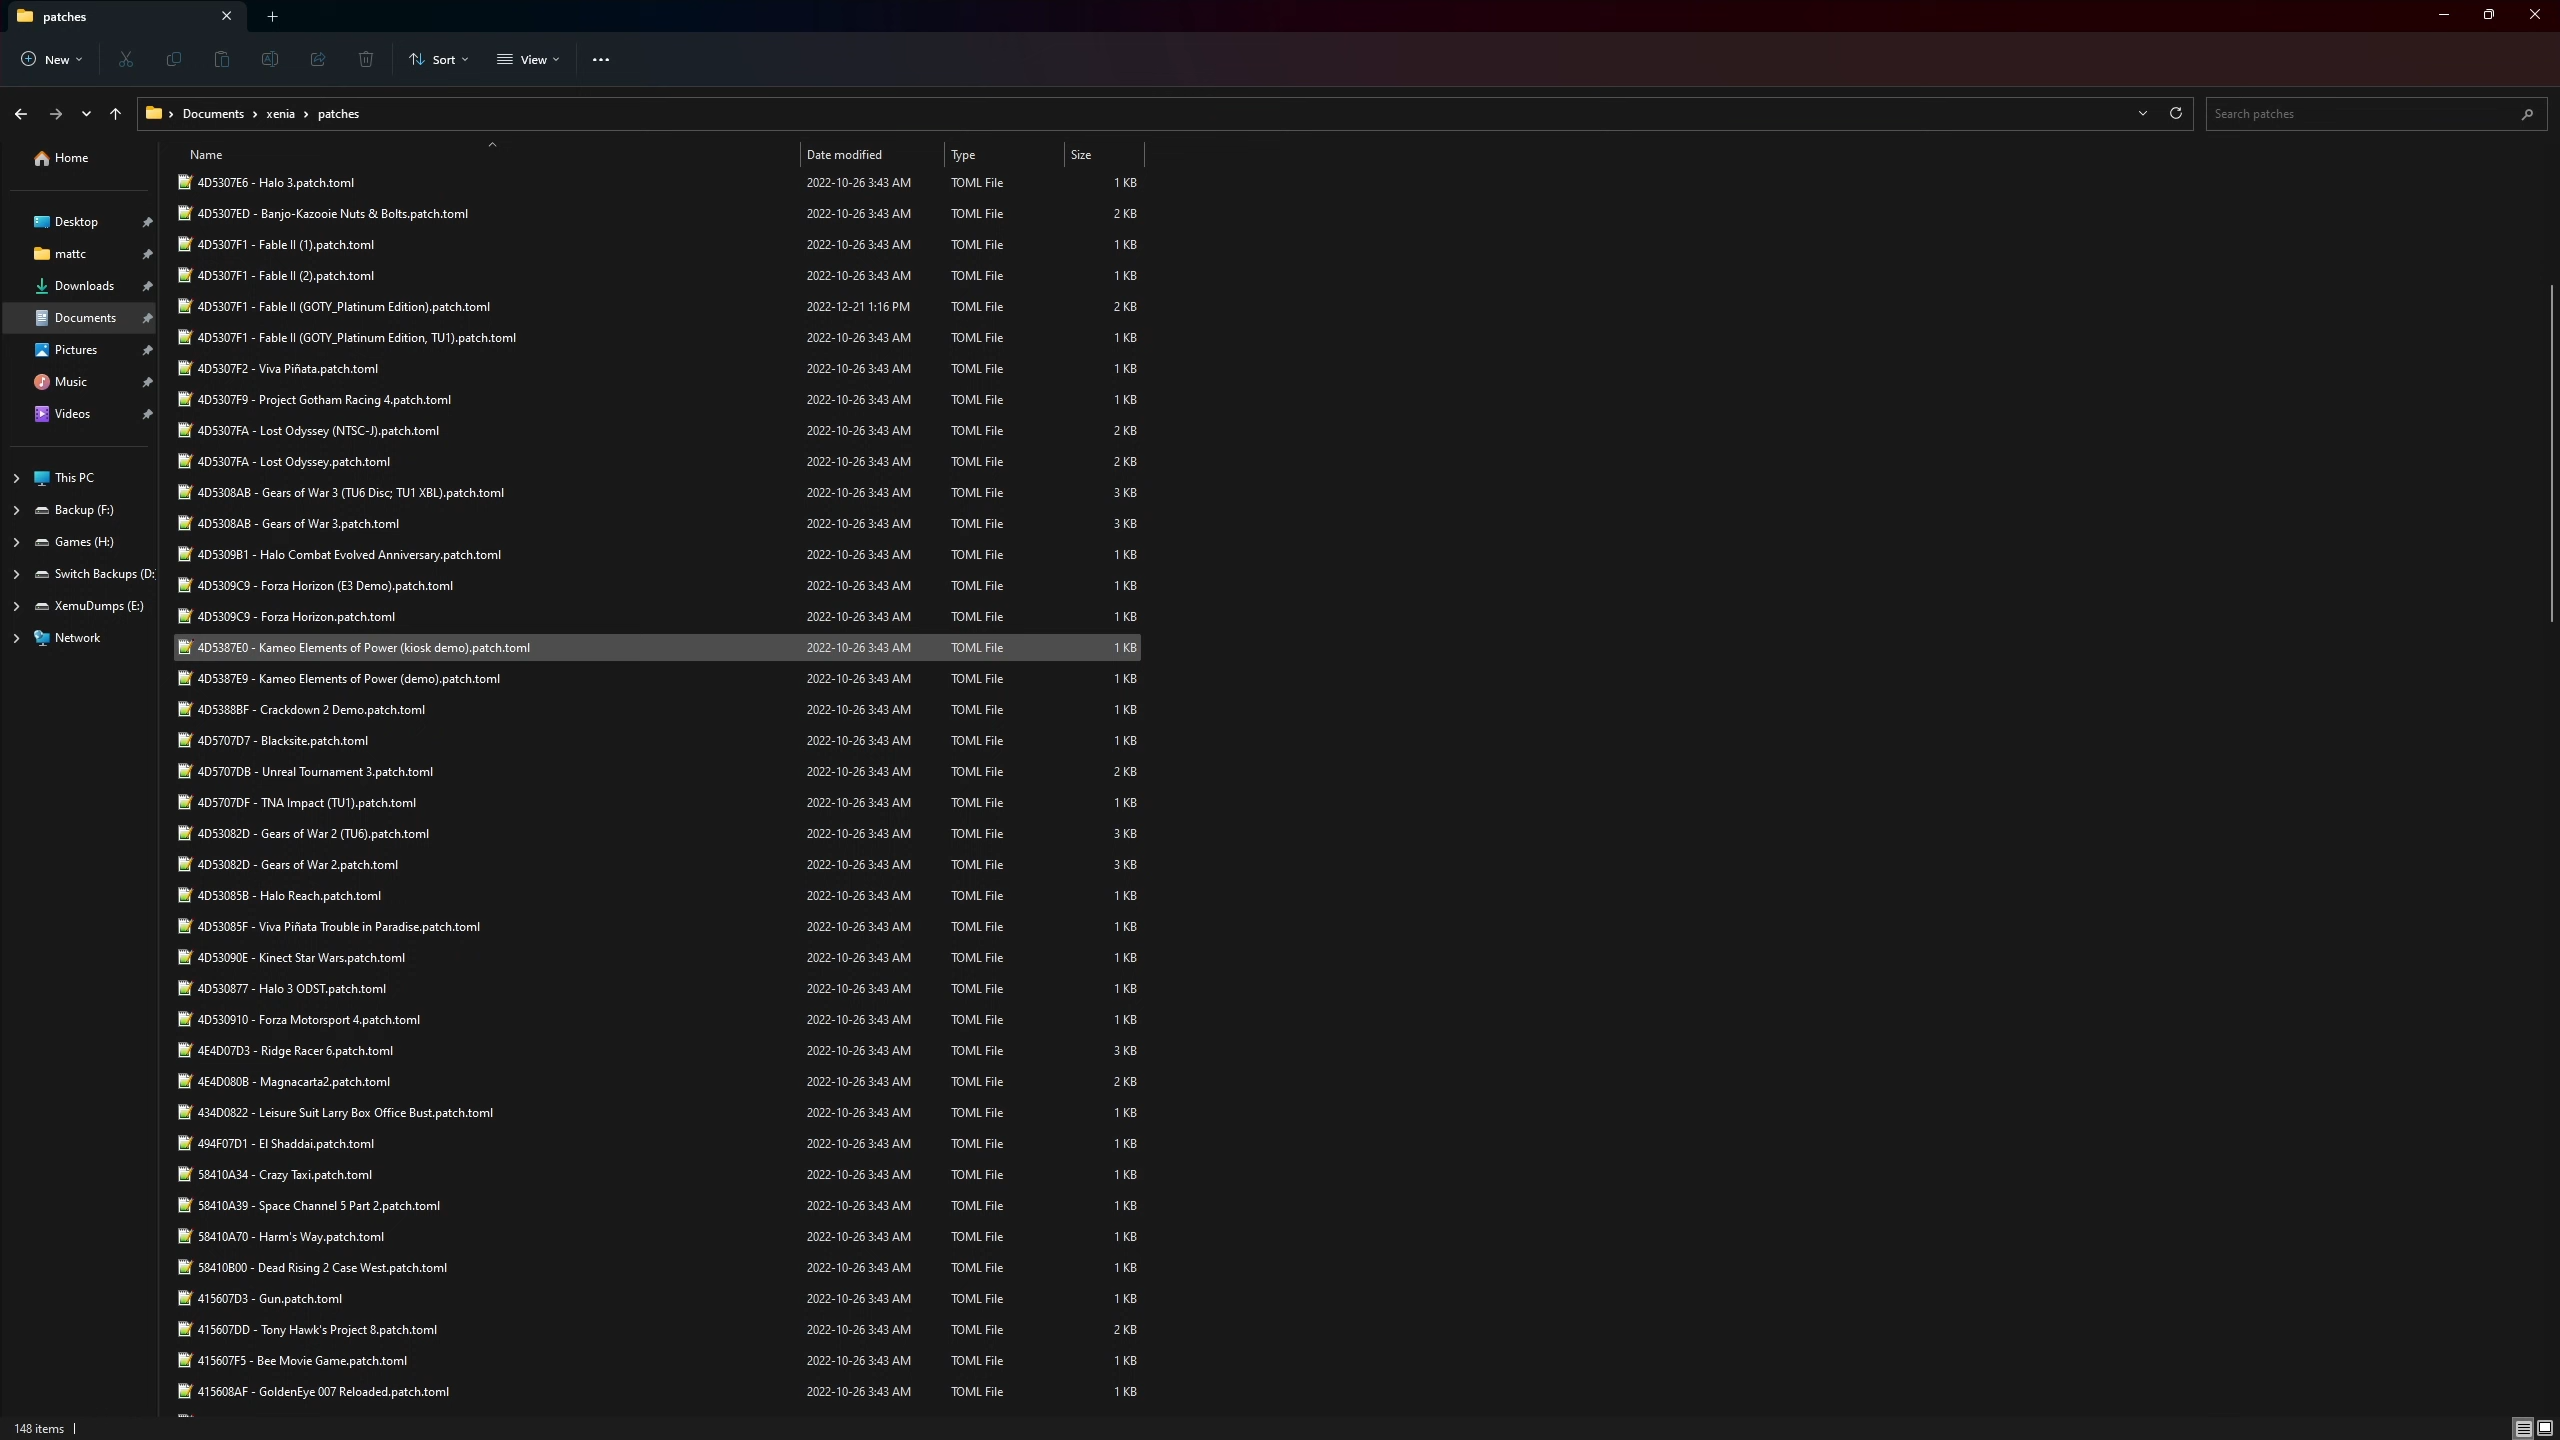 patches
New
Sort
View
Documents
xenia
patches
Search patches
Home
Desktop
mattc
Downloads
Documents
Pictures
Music
Videos
This PC
Backup (F:)
Games (H:)
Switch Backups (D:
XemuDumps (E:)
Network
Name Date modified Type Size
4D5307E6 - Halo 3.patch.toml 2022-10-26 3:43 AM TOML File 1 KB
4D5307ED - Banjo-Kazooie Nuts & Bolts.patch.toml 2022-10-26 3:43 AM TOML File 2 KB
4D5307F1 - Fable II (1).patch.toml 2022-10-26 3:43 AM TOML File 1 KB
4D5307F1 - Fable II (2).patch.toml 2022-10-26 3:43 AM TOML File 1 KB
4D5307F1 - Fable II (GOTY_Platinum Edition).patch.toml 2022-12-21 1:16 PM TOML File 2 KB
4D5307F1 - Fable II (GOTY_Platinum Edition, TU1).patch.toml 2022-10-26 3:43 AM TOML File 1 KB
4D5307F2 - Viva Piñata.patch.toml 2022-10-26 3:43 AM TOML File 1 KB
4D5307F9 - Project Gotham Racing 4.patch.toml 2022-10-26 3:43 AM TOML File 1 KB
4D5307FA - Lost Odyssey (NTSC-J).patch.toml 2022-10-26 3:43 AM TOML File 2 KB
4D5307FA - Lost Odyssey.patch.toml 2022-10-26 3:43 AM TOML File 2 KB
4D5308AB - Gears of War 3 (TU6 Disc; TU1 XBL).patch.toml 2022-10-26 3:43 AM TOML File 3 KB
4D5308AB - Gears of War 3.patch.toml 2022-10-26 3:43 AM TOML File 3 KB
4D5309B1 - Halo Combat Evolved Anniversary.patch.toml 2022-10-26 3:43 AM TOML File 1 KB
4D5309C9 - Forza Horizon (E3 Demo).patch.toml 2022-10-26 3:43 AM TOML File 1 KB
4D5309C9 - Forza Horizon.patch.toml 2022-10-26 3:43 AM TOML File 1 KB
4D5387E0 - Kameo Elements of Power (kiosk demo).patch.toml 2022-10-26 3:43 AM TOML File 1 KB
4D5387E9 - Kameo Elements of Power (demo).patch.toml 2022-10-26 3:43 AM TOML File 1 KB
4D5388BF - Crackdown 2 Demo.patch.toml 2022-10-26 3:43 AM TOML File 1 KB
4D5707D7 - Blacksite.patch.toml 2022-10-26 3:43 AM TOML File 1 KB
4D5707DB - Unreal Tournament 3.patch.toml 2022-10-26 3:43 AM TOML File 2 KB
4D5707DF - TNA Impact (TU1).patch.toml 2022-10-26 3:43 AM TOML File 1 KB
4D53082D - Gears of War 2 (TU6).patch.toml 2022-10-26 3:43 AM TOML File 3 KB
4D53082D - Gears of War 2.patch.toml 2022-10-26 3:43 AM TOML File 3 KB
4D53085B - Halo Reach.patch.toml 2022-10-26 3:43 AM TOML File 1 KB
4D53085F - Viva Piñata Trouble in Paradise.patch.toml 2022-10-26 3:43 AM TOML File 1 KB
4D53090E - Kinect Star Wars.patch.toml 2022-10-26 3:43 AM TOML File 1 KB
4D530877 - Halo 3 ODST.patch.toml 2022-10-26 3:43 AM TOML File 1 KB
4D530910 - Forza Motorsport 4.patch.toml 2022-10-26 3:43 AM TOML File 1 KB
4E4D07D3 - Ridge Racer 6.patch.toml 2022-10-26 3:43 AM TOML File 3 KB
4E4D080B - Magnacarta2.patch.toml 2022-10-26 3:43 AM TOML File 2 KB
434D0822 - Leisure Suit Larry Box Office Bust.patch.toml 2022-10-26 3:43 AM TOML File 1 KB
494F07D1 - El Shaddai.patch.toml 2022-10-26 3:43 AM TOML File 1 KB
58410A34 - Crazy Taxi.patch.toml 2022-10-26 3:43 AM TOML File 1 KB
58410A39 - Space Channel 5 Part 2.patch.toml 2022-10-26 3:43 AM TOML File 1 KB
58410A70 - Harm's Way.patch.toml 2022-10-26 3:43 AM TOML File 1 KB
58410B00 - Dead Rising 2 Case West.patch.toml 2022-10-26 3:43 AM TOML File 1 KB
415607D3 - Gun.patch.toml 2022-10-26 3:43 AM TOML File 1 KB
415607DD - Tony Hawk's Project 8.patch.toml 2022-10-26 3:43 AM TOML File 2 KB
415607F5 - Bee Movie Game.patch.toml 2022-10-26 3:43 AM TOML File 1 KB
415608AF - GoldenEye 007 Reloaded.patch.toml 2022-10-26 3:43 AM TOML File 1 KB
148 items